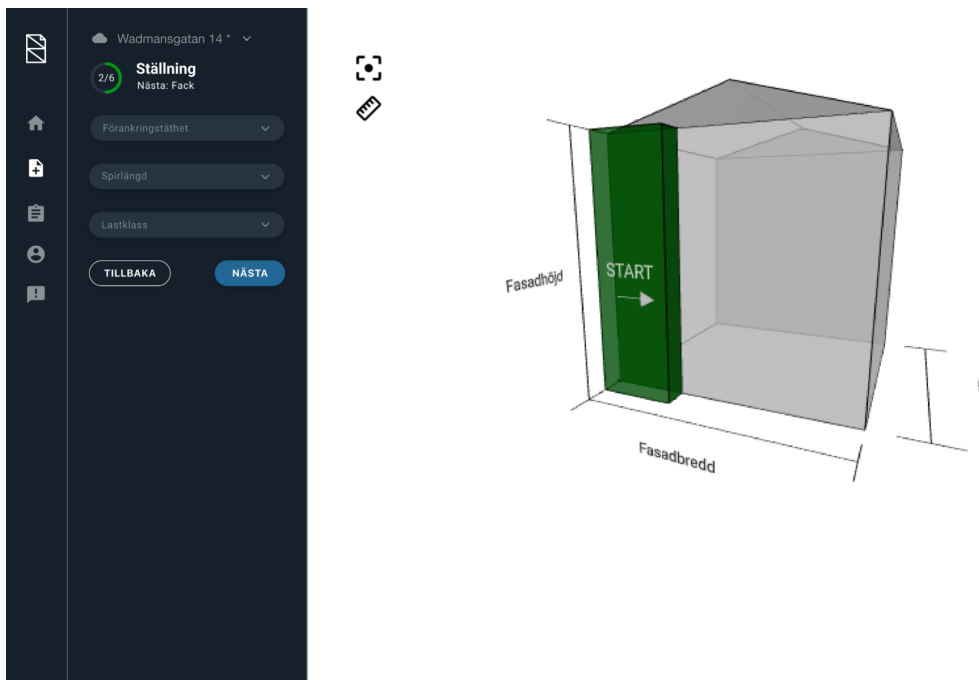 Wadmansgatan 14 *
2/6
Ställning
Nästa: Fack
Förankringstäthet
Spirlängd
Lastklass
TILLBAKA
NÄSTA
START
Fasadhöjd
Fasadbredd